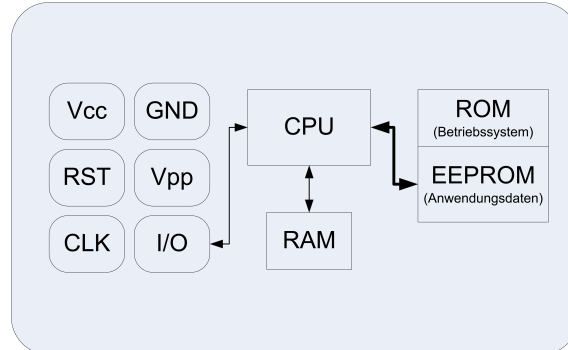 Vcc GND
RST Vpp
CLK I/O
CPU
RAM
ROM
(Betriebssystem)
EEPROM
(Anwendungsdaten)